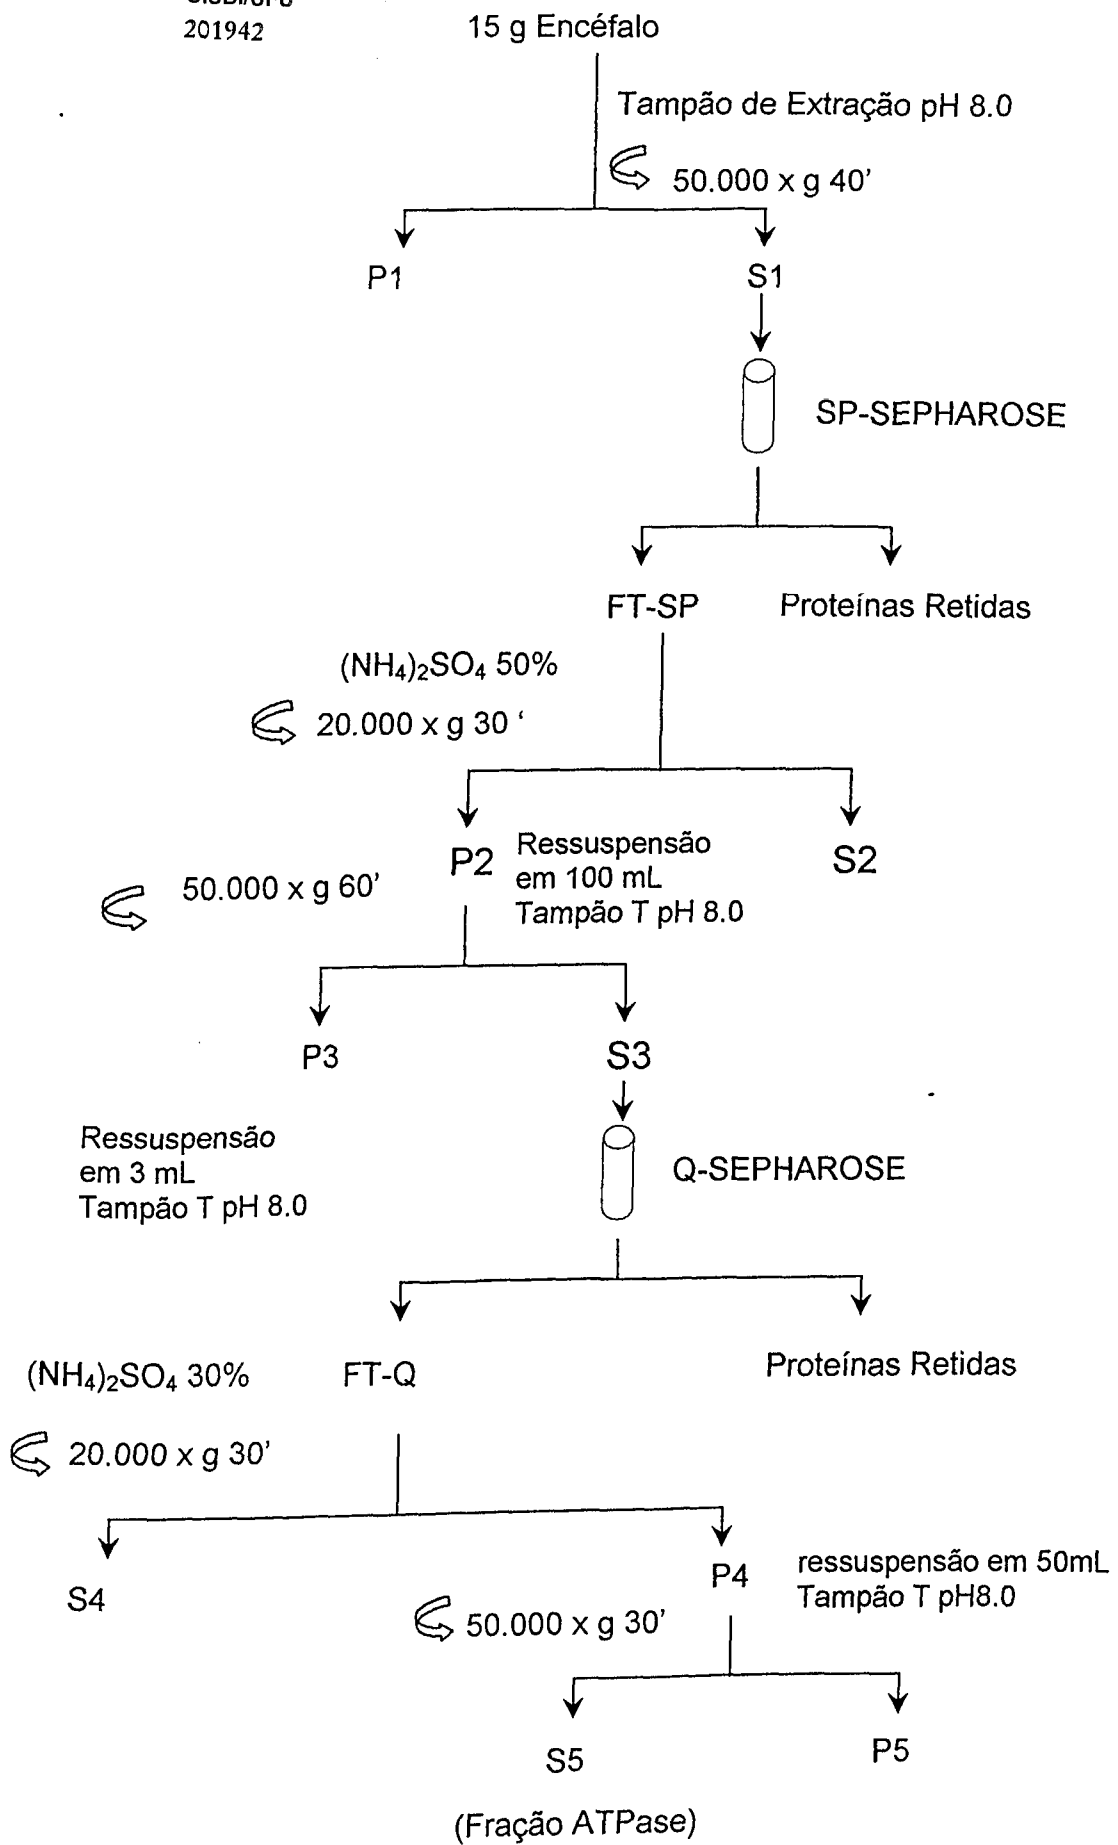 201942
15 g Encéfalo
Tampão de Extração pH 8.0
50.000 x g 40'
P1
S1
SP-SEPHAROSE
FT-SP
Proteínas Retidas
(NH₄)₂SO₄ 50%
20.000 x g 30 '
P2
Ressuspensão
em 100 mL
Tampão T pH 8.0
S2
50.000 x g 60'
P3
S3
Ressuspensão
em 3 mL
Tampão T pH 8.0
Q-SEPHAROSE
(NH₄)₂SO₄ 30%
FT-Q
Proteínas Retidas
20.000 x g 30'
S4
P4
ressuspensão em 50mL
Tampão T pH8.0
50.000 x g 30'
S5
P5
(Fração ATPase)